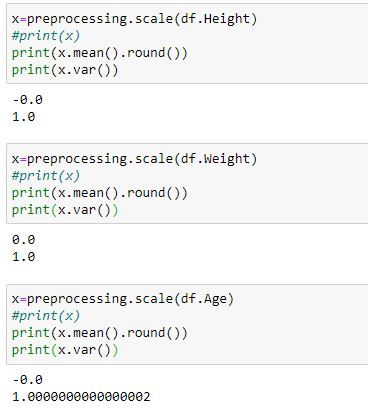 x=preprocessing.scale(df.Height)
#print(x)
print(x.mean().round())
print(x.var())
-0.0
1.0
x=preprocessing.scale(df.Weight)
#print(x)
print(x.mean().round())
print(x.var())
0.0
1.0
x=preprocessing.scale(df.Age)
#print(x)
print(x.mean().round())
print(x.var())
-0.0
1.0000000000000002